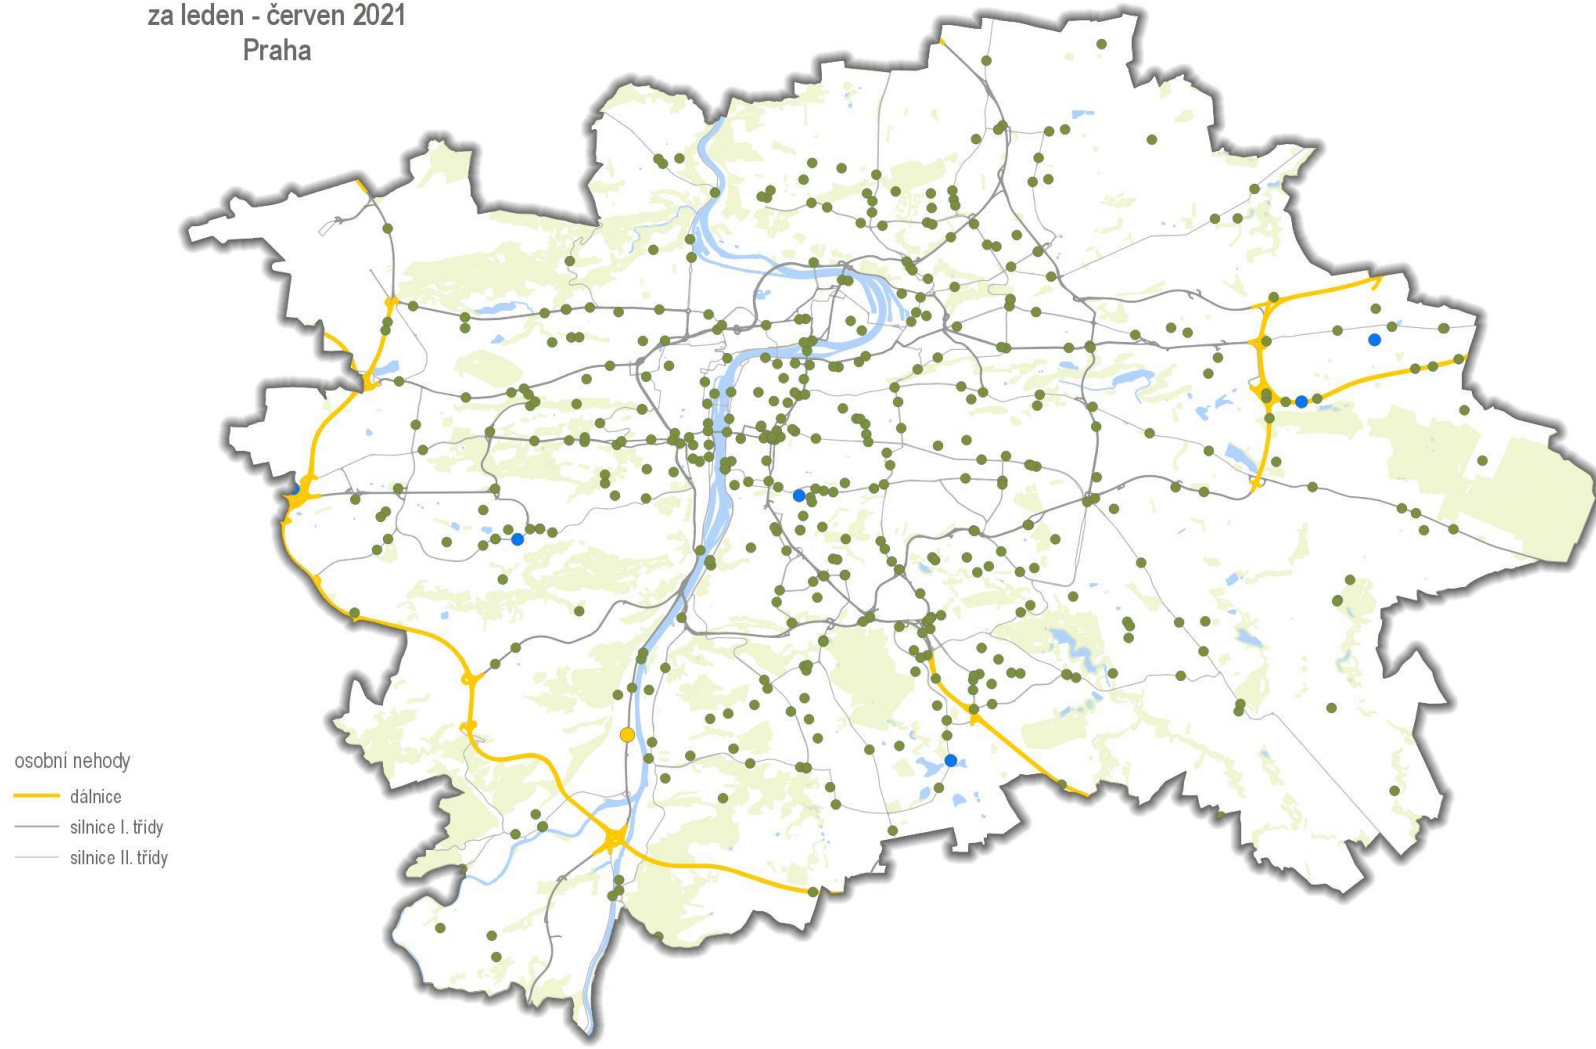 za leden - červen 2021
Praha
osobní nehody
dálnice
silnice I. třídy
silnice II. třídy